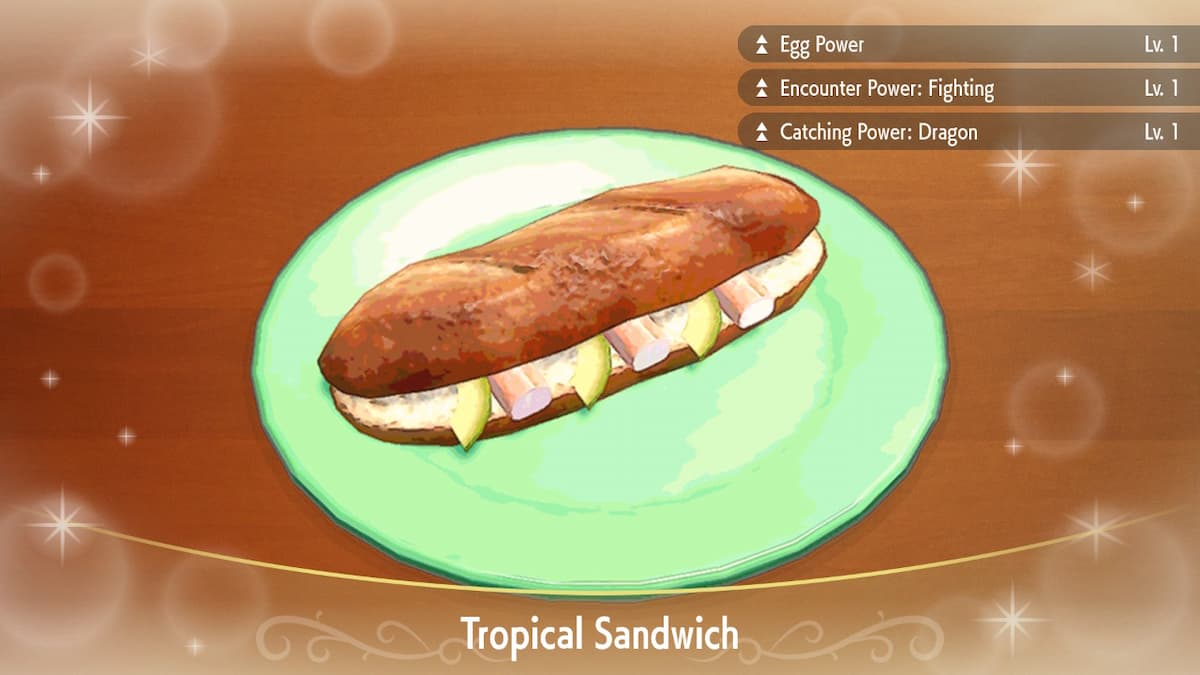 Egg Power Lv. 1
Encounter Power: Fighting Lv. 1
Catching Power: Dragon Lv. 1
Tropical Sandwich